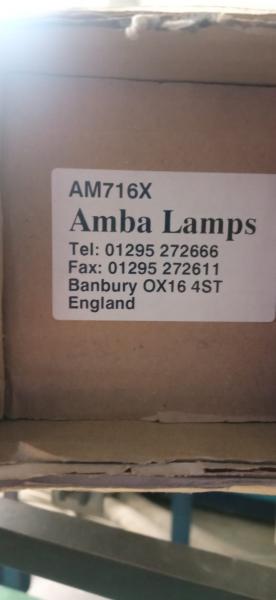 AM716X
Amba Lamps
Tel: 01295 272666
Fax: 01295 272611
Banbury OX16 4ST
England